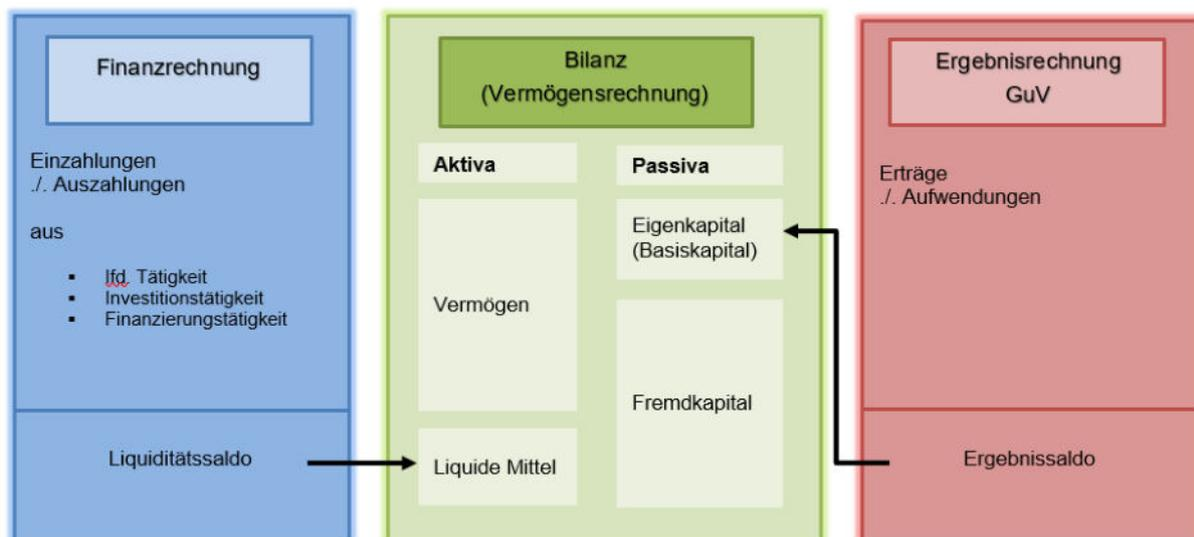 Finanzrechnung
Einzahlungen
./. Auszahlungen
aus
▪ lfd. Tätigkeit
▪ Investitionstätigkeit
▪ Finanzierungstätigkeit
Liquiditätssaldo
Bilanz
(Vermögensrechnung)
Aktiva
Vermögen
Liquide Mittel
Passiva
Eigenkapital
(Basiskapital)
Fremdkapital
Ergebnisrechnung
GuV
Erträge
./. Aufwendungen
Ergebnissaldo